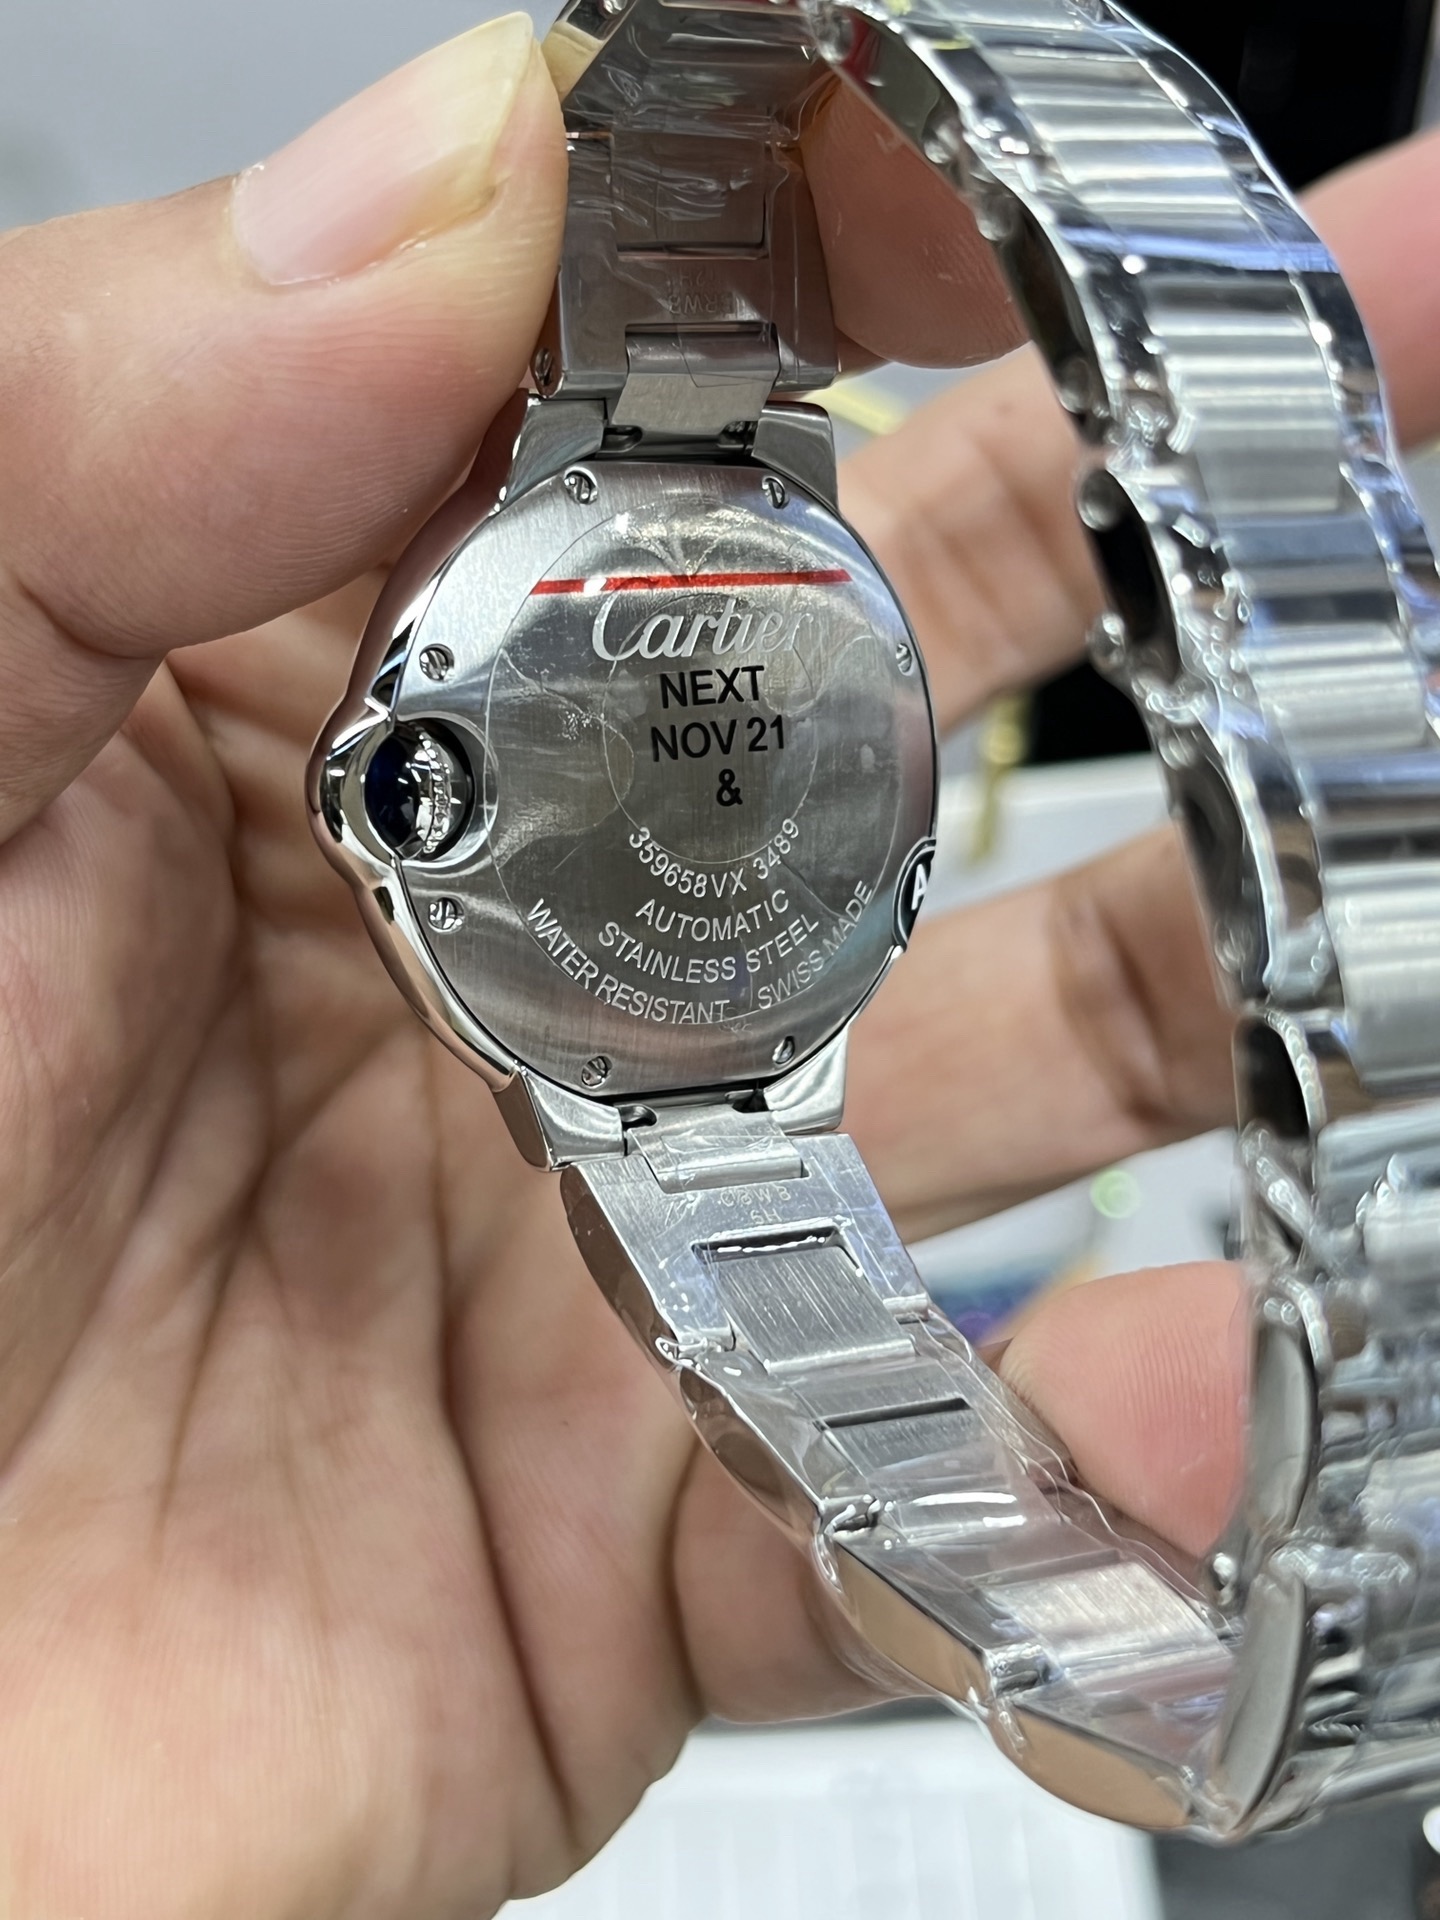 Cartier
NEXT
NOV 21
&
359658VX 3489
AUTOMATIC
STAINLESS STEEL
WATER RESISTANT SWISS MADE
A